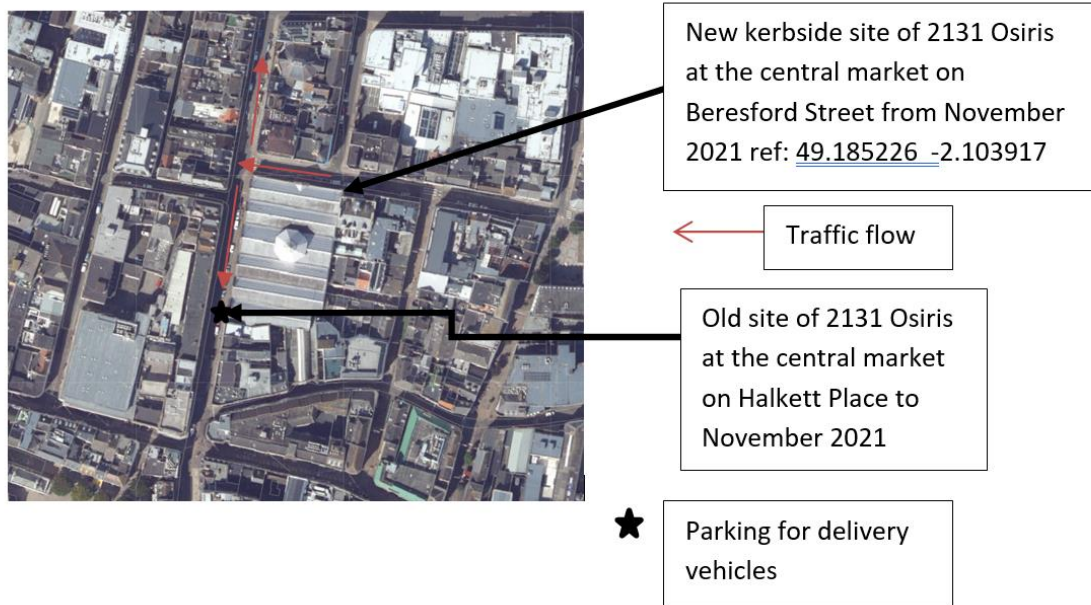 New kerbside site of 2131 Osiris
at the central market on
Beresford Street from November
2021 ref: 49.185226 -2.103917
Traffic flow
Old site of 2131 Osiris
at the central market
on Halkett Place to
November 2021
Parking for delivery
vehicles